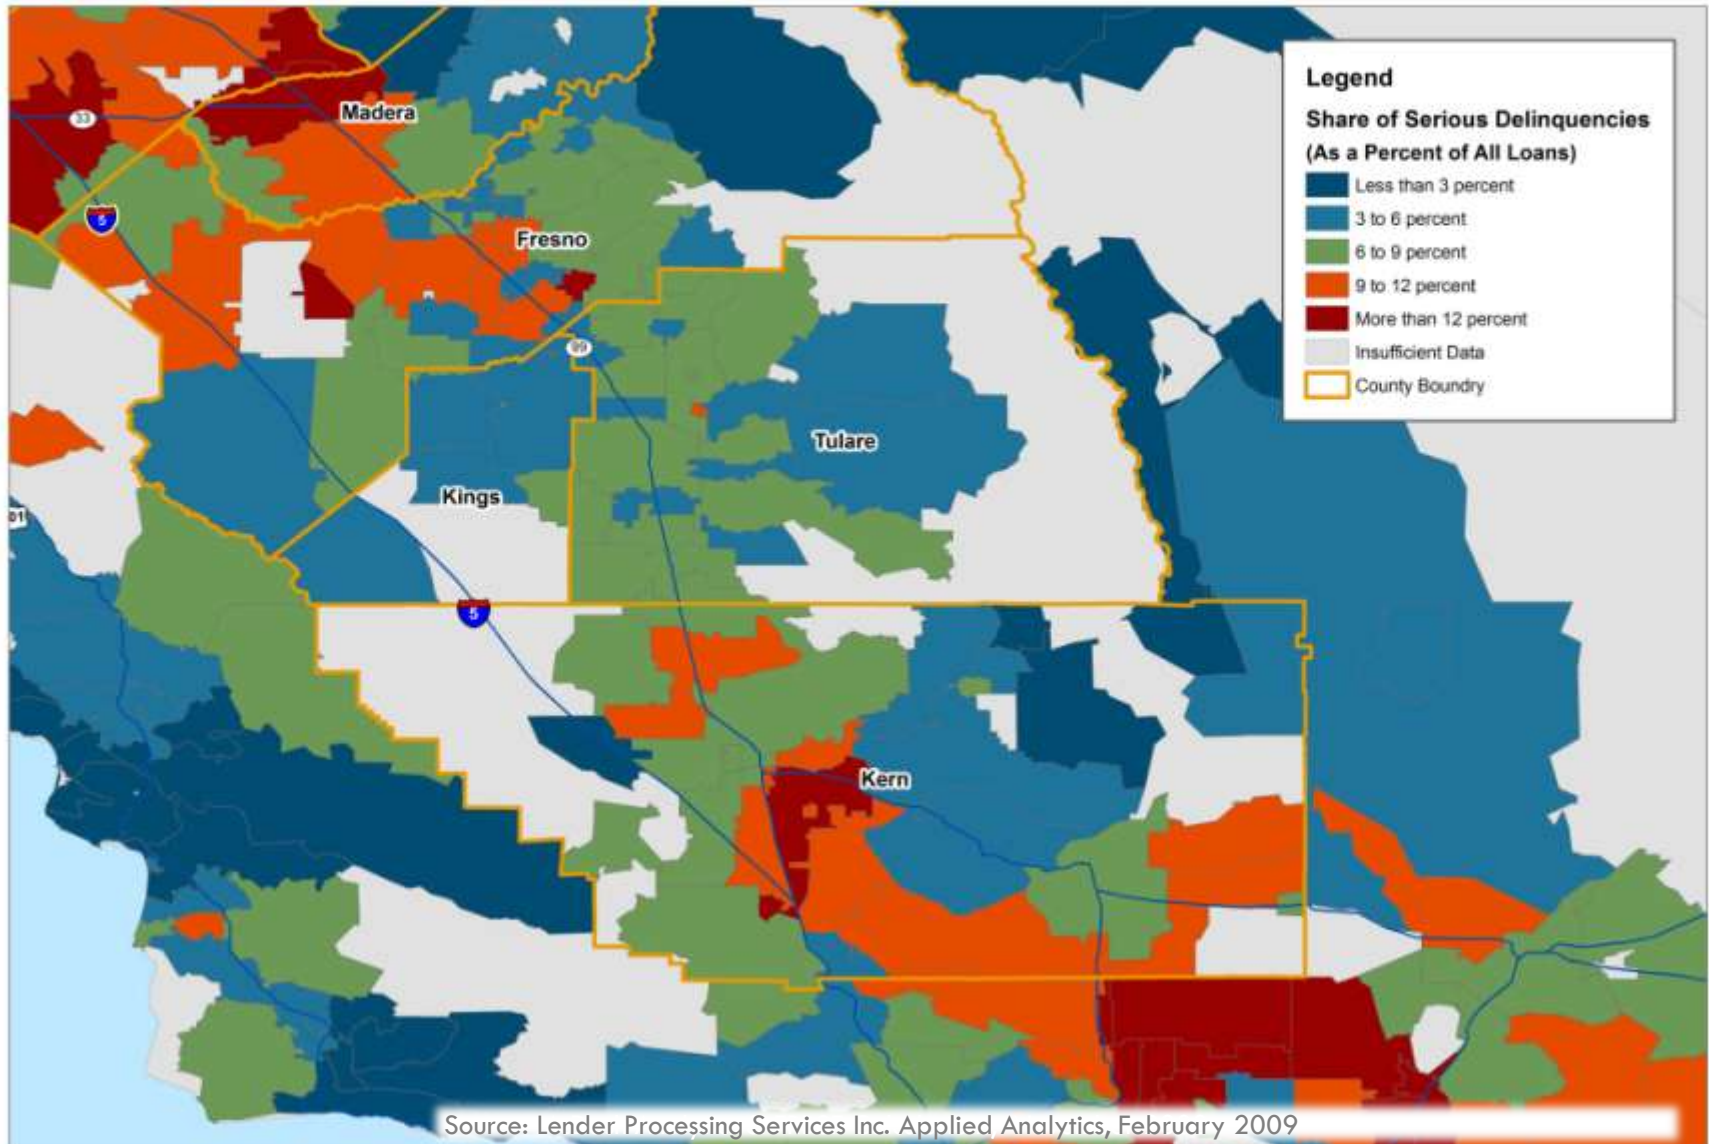 Legend
Share of Serious Delinquencies
(As a Percent of All Loans)
Less than 3 percent
3 to 6 percent
6 to 9 percent
9 to 12 percent
More than 12 percent
Insufficient Data
County Boundry
33
Madera
5
Fresno
99
Tulare
Kings
01
5
Kern
Source: Lender Processing Services Inc. Applied Analytics, February 2009